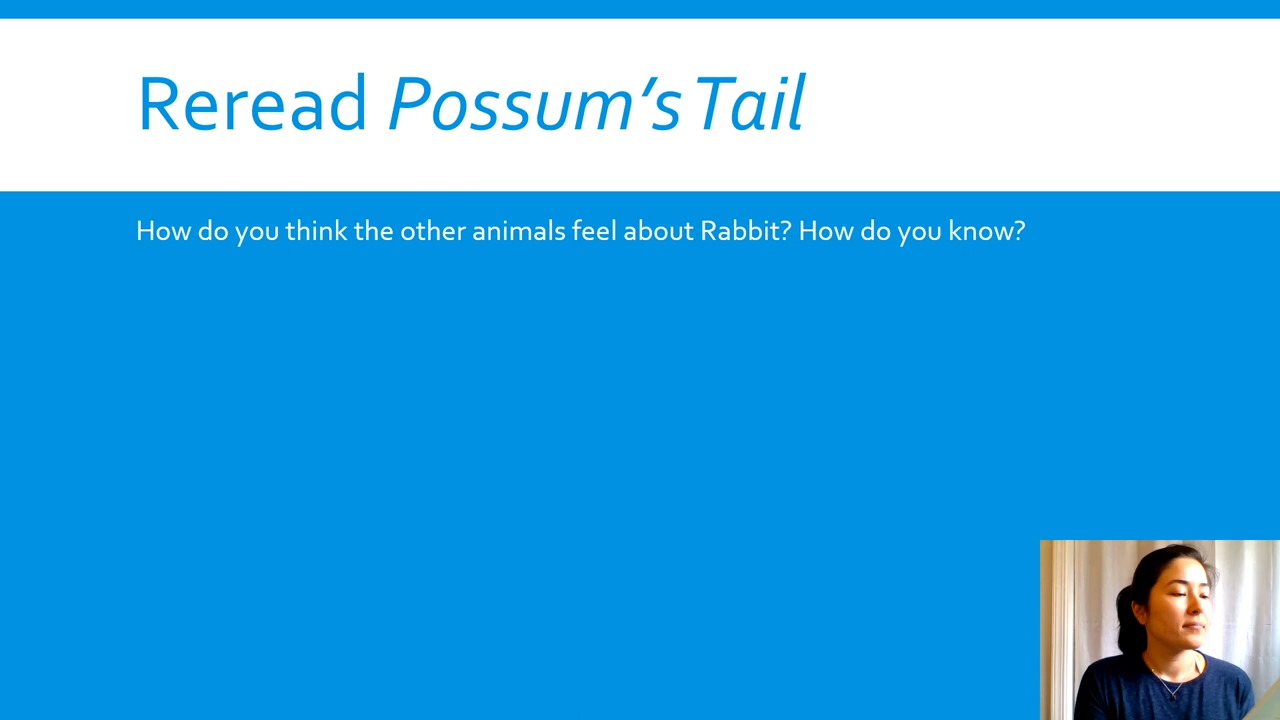 Reread Possum's Tail
How do you think the other animals feel about Rabbit? How do you know?